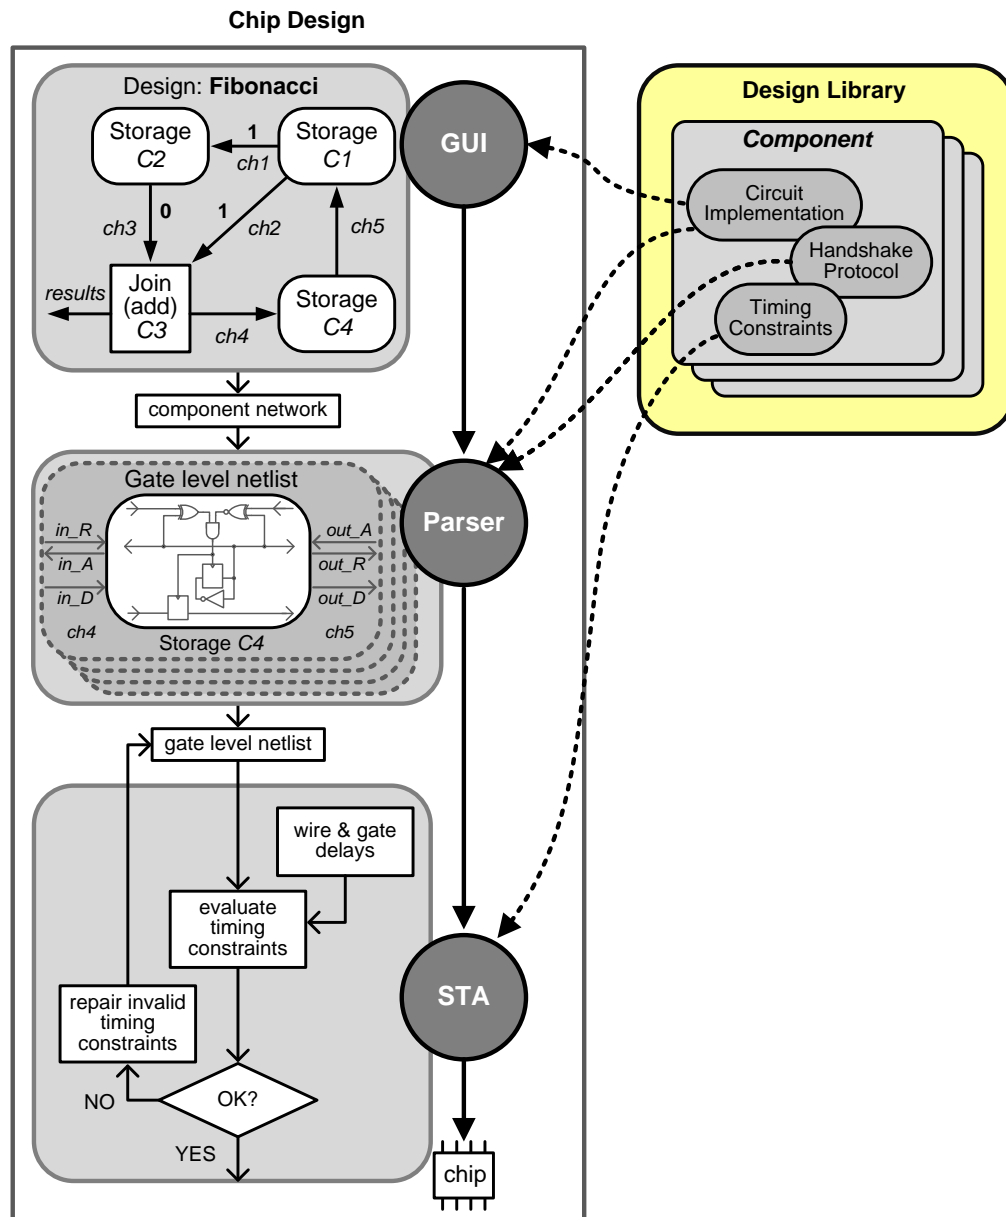 Chip Design
Design: Fibonacci
Storage
C2
1
ch1
Storage
C1
0
ch3
1
ch2
ch5
results
Join
(add)
C3
ch4
Storage
C4
GUI
component network
Gate level netlist
in_R
in_A
in_D
ch4
out_A
out_R
out_D
ch5
Storage C4
Parser
gate level netlist
wire & gate
delays
evaluate
timing
constraints
repair invalid
timing
constraints
NO
OK?
YES
STA
chip
Design Library
Component
Circuit
Implementation
Handshake
Protocol
Timing
Constraints